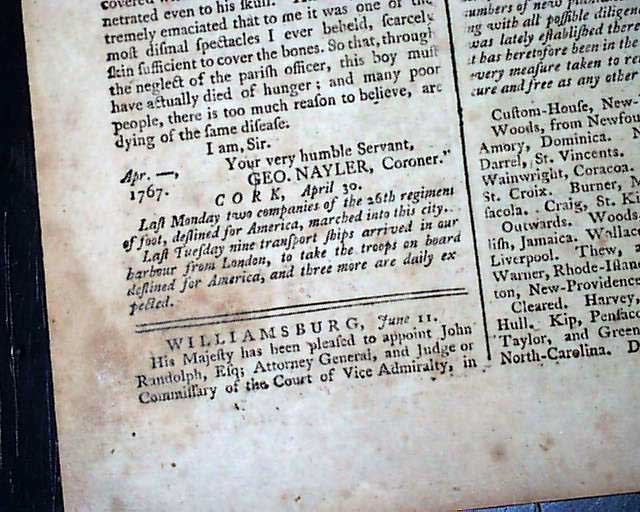 covered
netrated even to his skull.
tremely emaciated that to me it was one of the
most dismal spectacles I ever beheld, scarcely
skin sufficient to cover the bones. So that, through
the neglect of the parish officer, this boy must
have actually died of hunger; and many poor
people, there is too much reason to believe, are
dying of the same disease.
I am, Sir.
Your very humble Servant,
Apr. —, GEO. NAYLER, Coroner."
1767.
CORK, April 30.
Last Monday two companies of the 26th regiment
of foot, destined for America, marched into this city.
Last Tuesday nine transport ships arrived in our
harbour from London, to take the troops on board
destined for America, and three more are daily ex
pected.
WILLIAMSBURG, June 11.
His Majesty has been pleased to appoint John
Randolph, Esq; Attorney General, and Judge or
Commissary of the Court of Vice Admiralty, in
numbers of new
ng with all possible diligen
was lately established there
it has heretofore been in the
every measure taken to re
cure and free as any other
Custom-House, New-
Woods, from Newfou
Amory, Dominica.
Darrel, St. Vincents.
Wainwright, Coracoa.
St. Croix. Burner, M
sacola. Craig, St. Ki
Outwards. Woods
lish, Jamaica. Wallace
Liverpool. Thew,
Warner, Rhode-Island
ton, New-Providence
Cleared. Harvey,
Hull. Kip, Pensaco
Taylor, and Green
North-Carolina. D